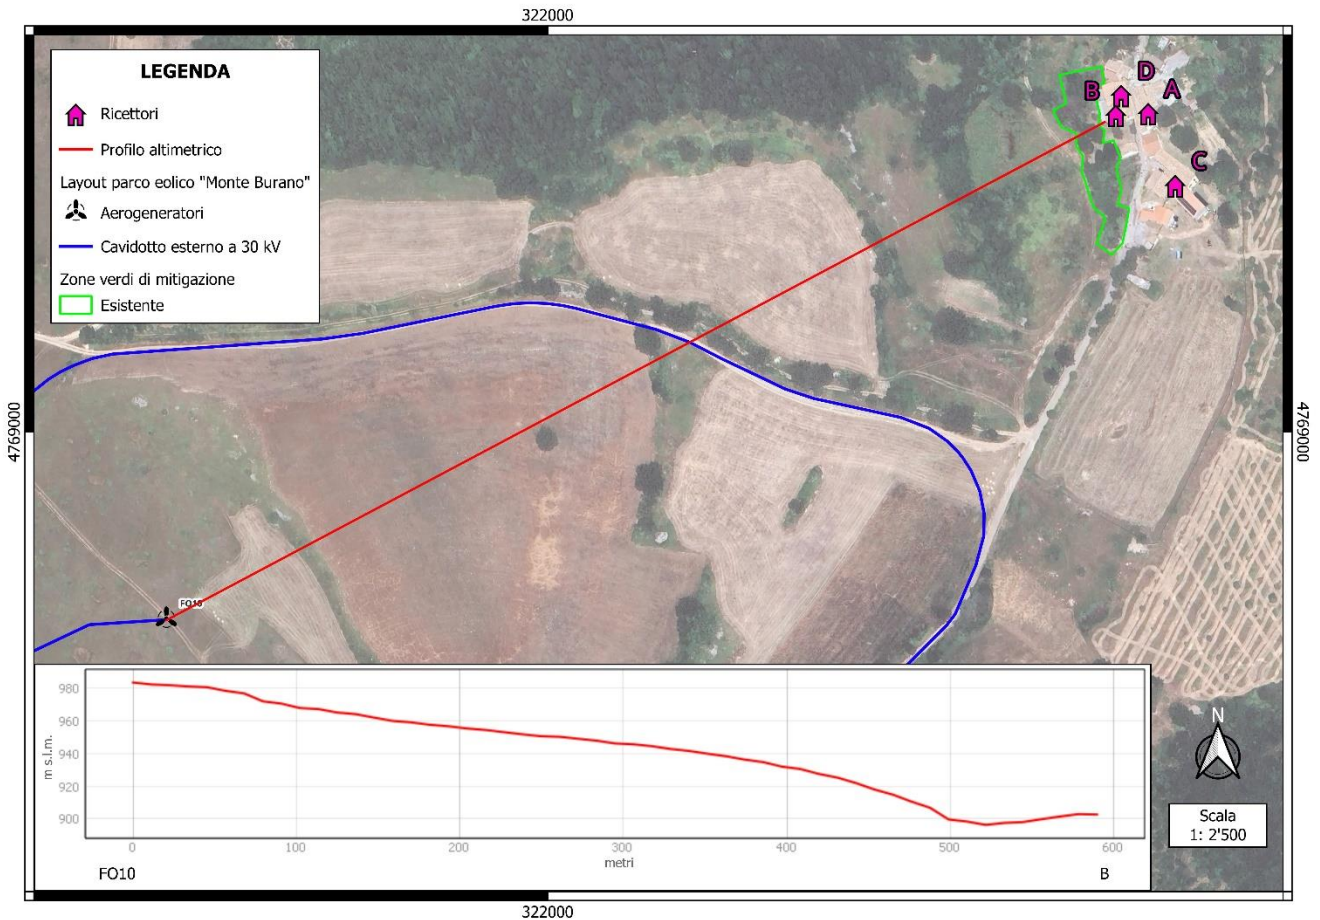 322000
LEGENDA
Ricettori
Profilo altimetrico
Layout parco eolico "Monte Burano"
Aerogeneratori
Cavidotto esterno a 30 kV
Zone verdi di mitigazione
Esistente
D
B
A
C
4769000
4769000
FO10
980
960
940
920
900
m s.l.m.
0
100
200
300
400
500
600
metri
FO10
B
N
Scala
1: 2'500
322000